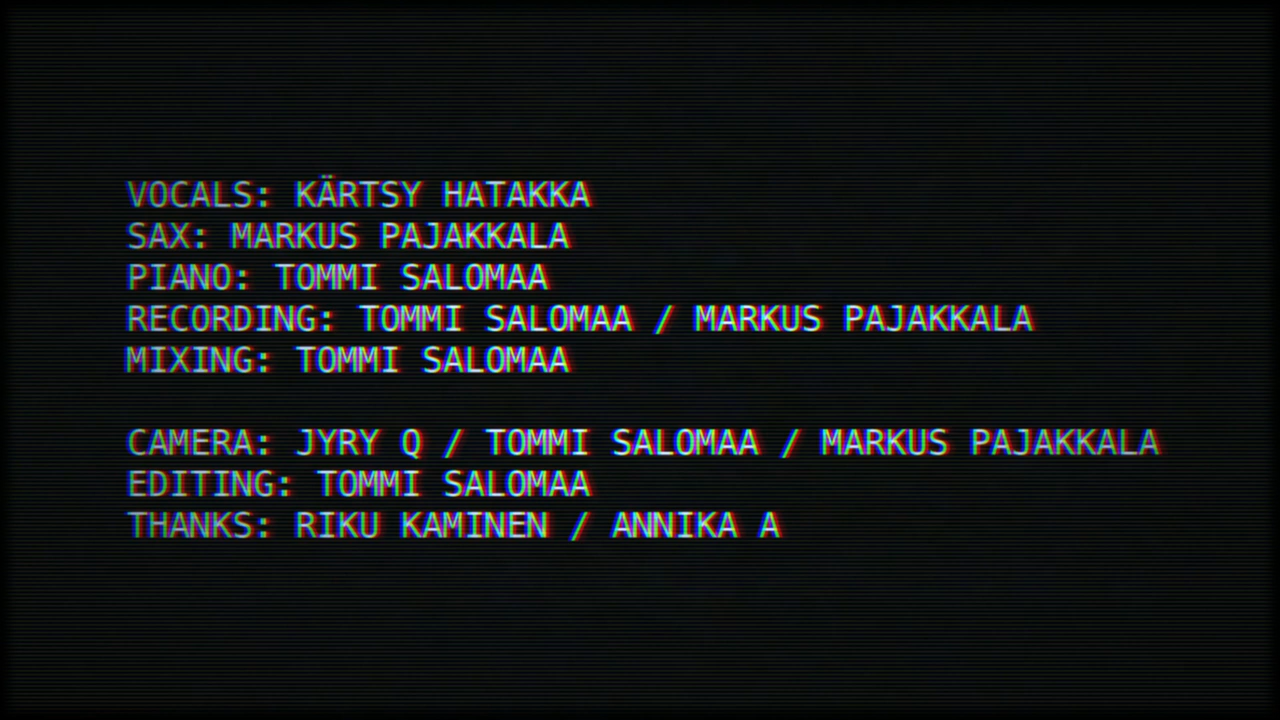 VOCALS: KÄRTSY HATAKKA
SAX: MARKUS PAJAKKALA
PIANO: TOMMI SALOMAA
RECORDING: TOMMI SALOMAA / MARKUS PAJAKKALA
MIXING: TOMMI SALOMAA
CAMERA: JYRY Q / TOMMI SALOMAA / MARKUS PAJAKKALA
EDITING: TOMMI SALOMAA
THANKS: RIKU KAMINEN / ANNIKA A